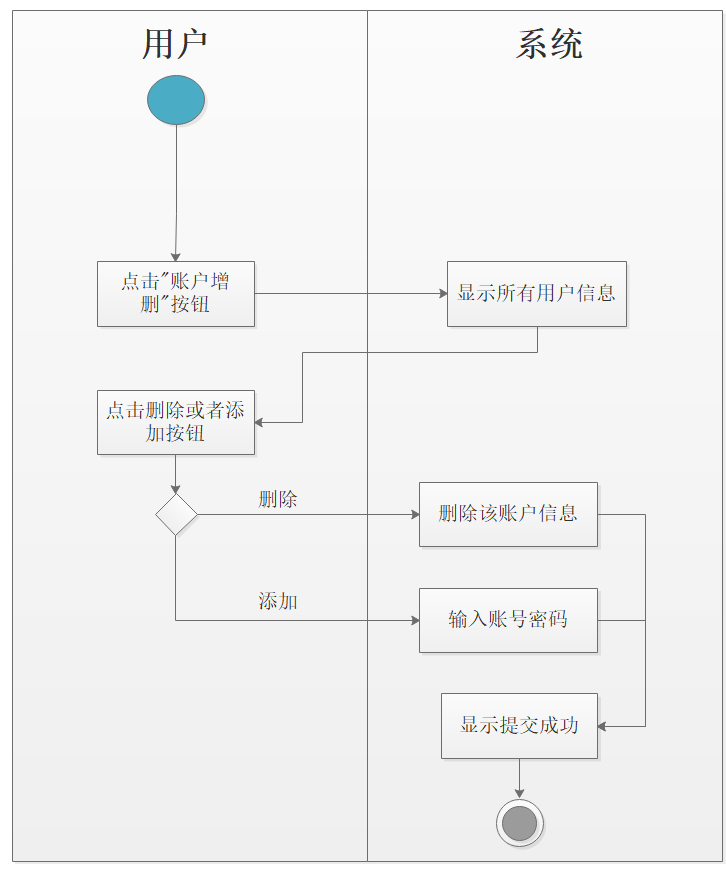 用户
系统
点击"账户增
删"按钮
显示所有用户信息
点击删除或者添
加按钮
删除
删除该账户信息
添加
输入账号密码
显示提交成功